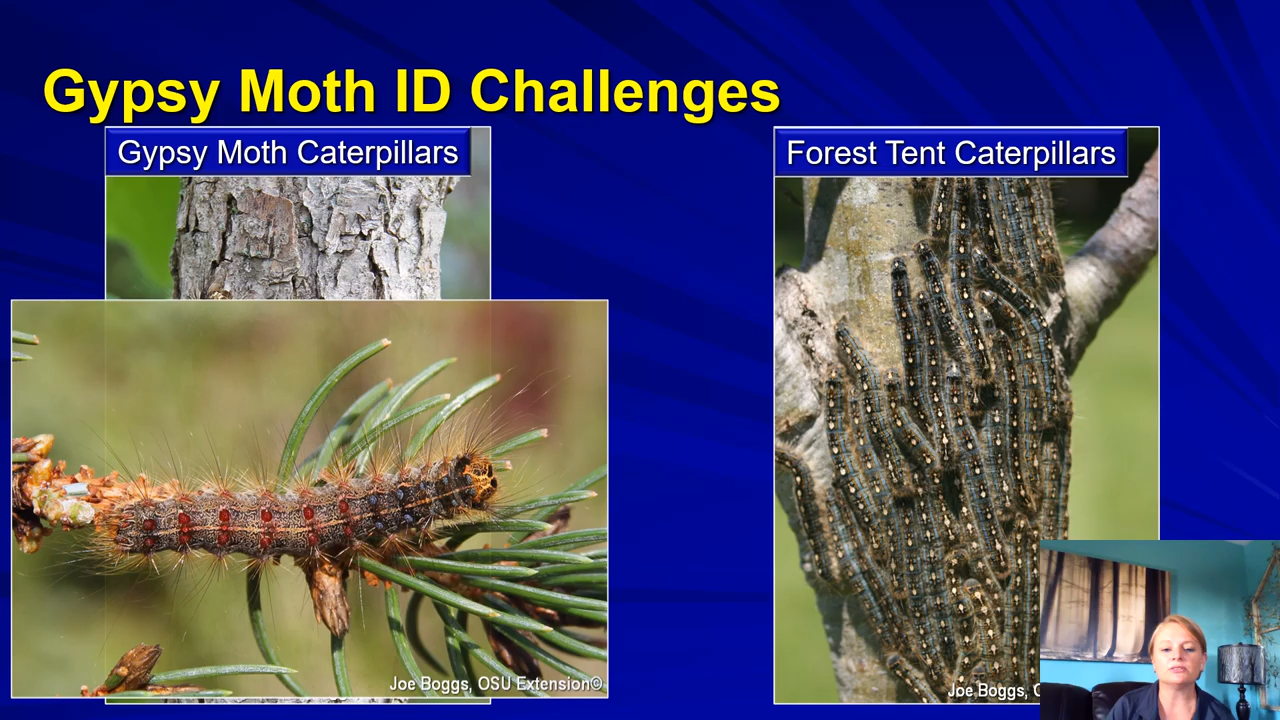 Gypsy Moth ID Challenges
Gypsy Moth Caterpillars
Forest Tent Caterpillars
Joe Boggs, OSU Extension©
Joe Boggs,